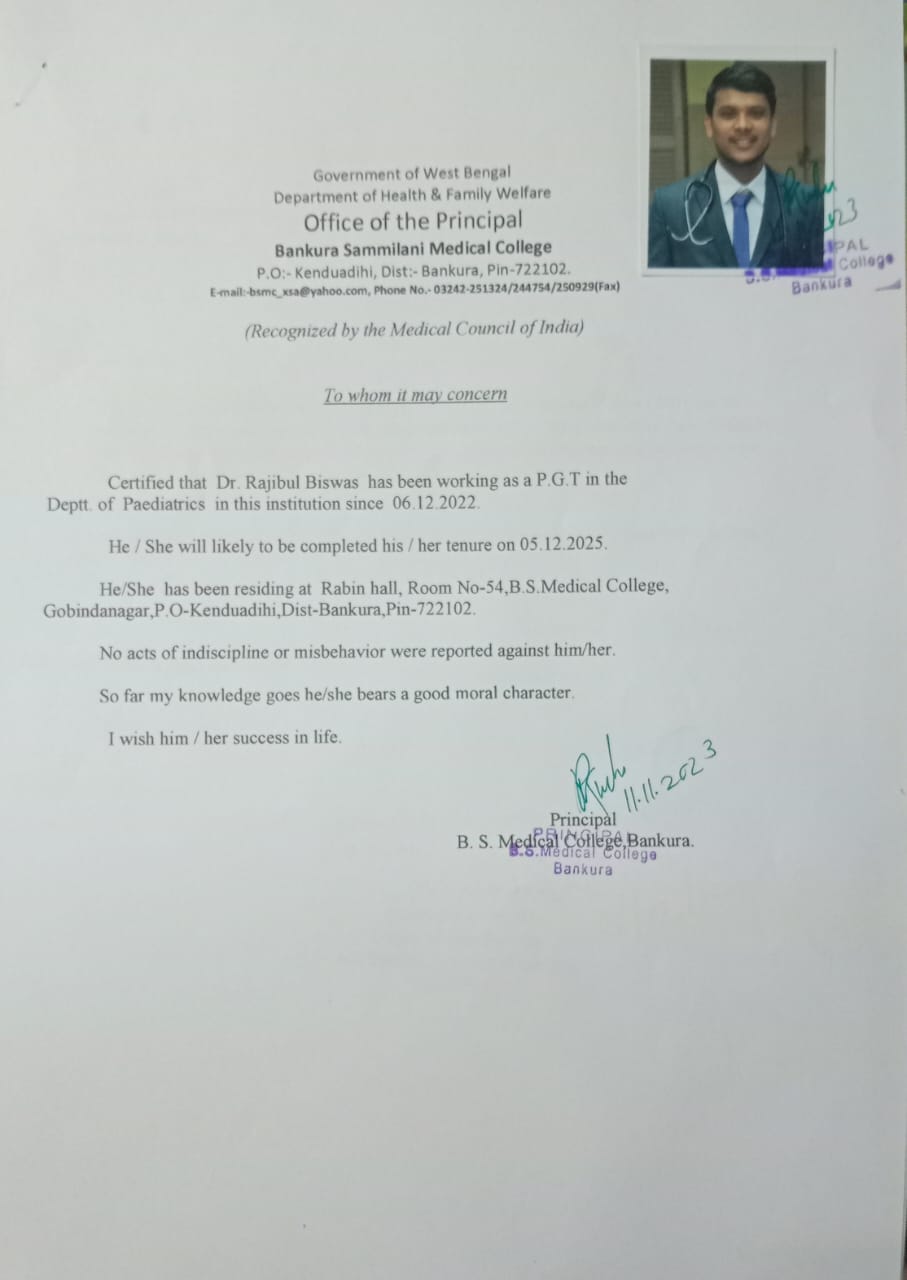 Government of West Bengal
Department of Health & Family Welfare
Office of the Principal
Bankura Sammilani Medical College
P.O:- Kenduadihi, Dist:- Bankura, Pin-722102.
E-mail:-bsmc_xsa@yahoo.com, Phone No.- 03242-251324/244754/250929(Fax)
(Recognized by the Medical Council of India)
PAL
College
Bankura
To whom it may concern
Certified that Dr. Rajibul Biswas has been working as a P.G.T in the
Deptt. of Paediatrics in this institution since 06.12.2022.
He / She will likely to be completed his / her tenure on 05.12.2025.
He/She has been residing at Rabin hall, Room No-54,B.S.Medical College,
Gobindanagar,P.O-Kenduadihi,Dist-Bankura,Pin-722102.
No acts of indiscipline or misbehavior were reported against him/her.
So far my knowledge goes he/she bears a good moral character.
I wish him / her success in life.
11.11.2023
Principal
B. S. Medical College,Bankura.
PRINCIPAL
B.S.Medical College
Bankura